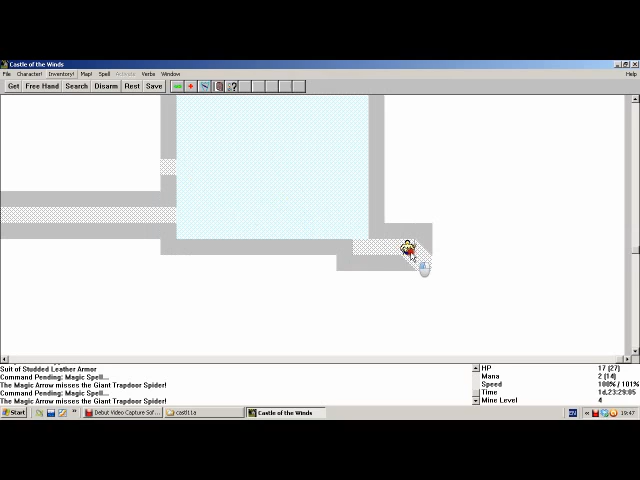 Castle of the Winds
File Character! Inventory! Map! Spell Activate Verbs Window Help
Get Free Hand Search Disarm Rest Save
Suit of Studded Leather Armor
Command Pending: Magic Spell...
The Magic Arrow misses the Giant Trapdoor Spider!
Command Pending: Magic Spell...
The Magic Arrow misses the Giant Trapdoor Spider!
HP 17 (27)
Mana 2 (14)
Speed 100% / 101%
Time 1d,23:29:05
Mine Level 4
Start Debut Video Capture Sof... Castle of the Winds 19:47